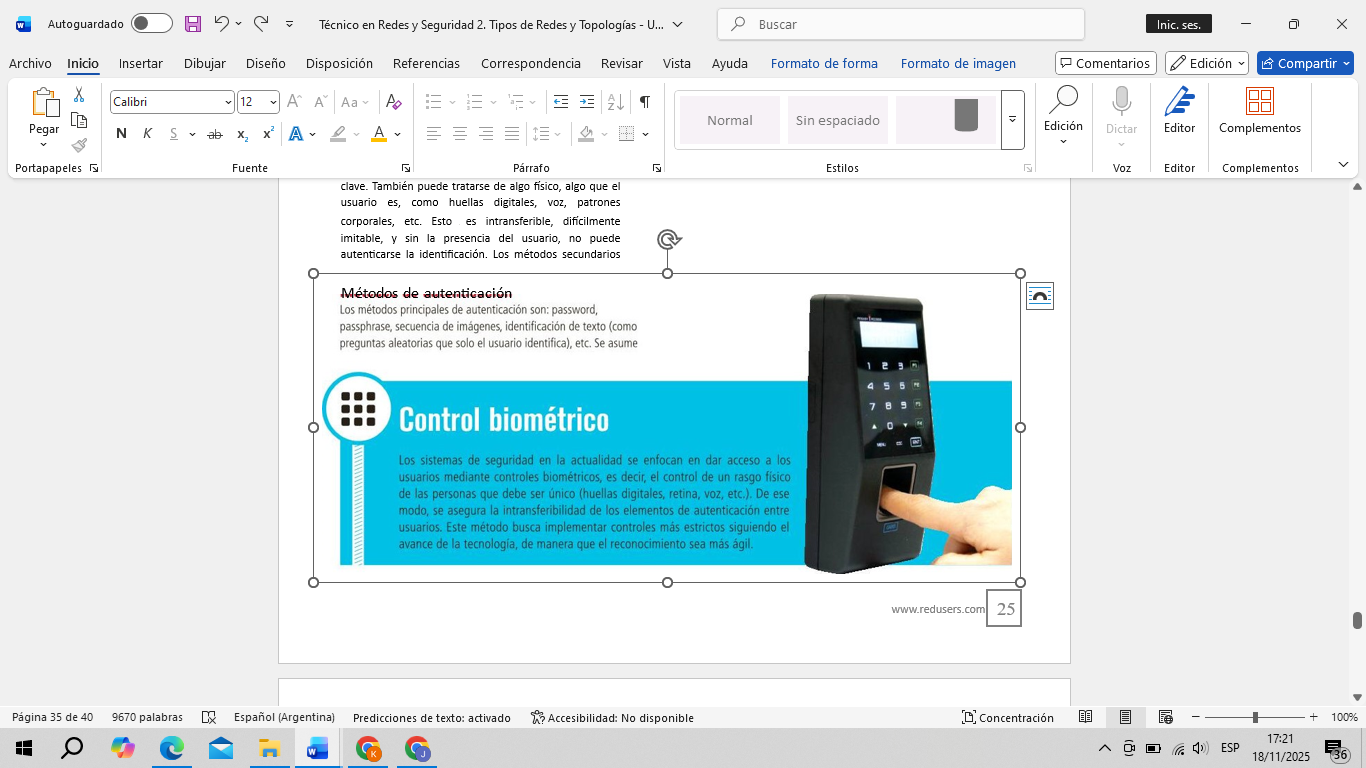 Autoguardado
Técnico en Redes y Seguridad 2. Tipos de Redes y Topologías - U...
Buscar
Inic. ses.
Archivo Inicio Insertar Dibujar Diseño Disposición Referencias Correspondencia Revisar Vista Ayuda Formato de forma Formato de imagen
Comentarios Edición Compartir
Pegar
Calibri 12
Aa
N K S ab x₂ x²
Normal
Sin espaciado
Edición
Dictar
Editor
Complementos
Portapapeles Fuente Párrafo Estilos Voz Editor Complementos
clave. También puede tratarse de algo físico, algo que el
usuario es, como huellas digitales, voz, patrones
corporales, etc. Esto es intransferible, difícilmente
imitable, y sin la presencia del usuario, no puede
autenticarse la identificación. Los métodos secundarios
Métodos de autenticación
Los métodos principales de autenticación son: password,
passphrase, secuencia de imágenes, identificación de texto (como
preguntas aleatorias que solo el usuario identifica), etc. Se asume
Control biométrico
Los sistemas de seguridad en la actualidad se enfocan en dar acceso a los
usuarios mediante controles biométricos, es decir, el control de un rasgo físico
de las personas que debe ser único (huellas digitales, retina, voz, etc.). De ese
modo, se asegura la intransferibilidad de los elementos de autenticación entre
usuarios. Este método busca implementar controles más estrictos siguiendo el
avance de la tecnología, de manera que el reconocimiento sea más ágil.
1 2 3
4 5 6
7 8 9
0
MENU ESC
www.redusers.com 25
Página 35 de 40 9670 palabras Español (Argentina) Predicciones de texto: activado Accesibilidad: No disponible Concentración 100%
K J
ESP
17:21
18/11/2025
36